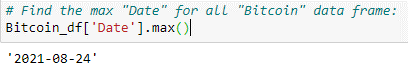 # Find the max "Date" for all "Bitcoin" data frame:
Bitcoin_df['Date'].max()
'2021-08-24'